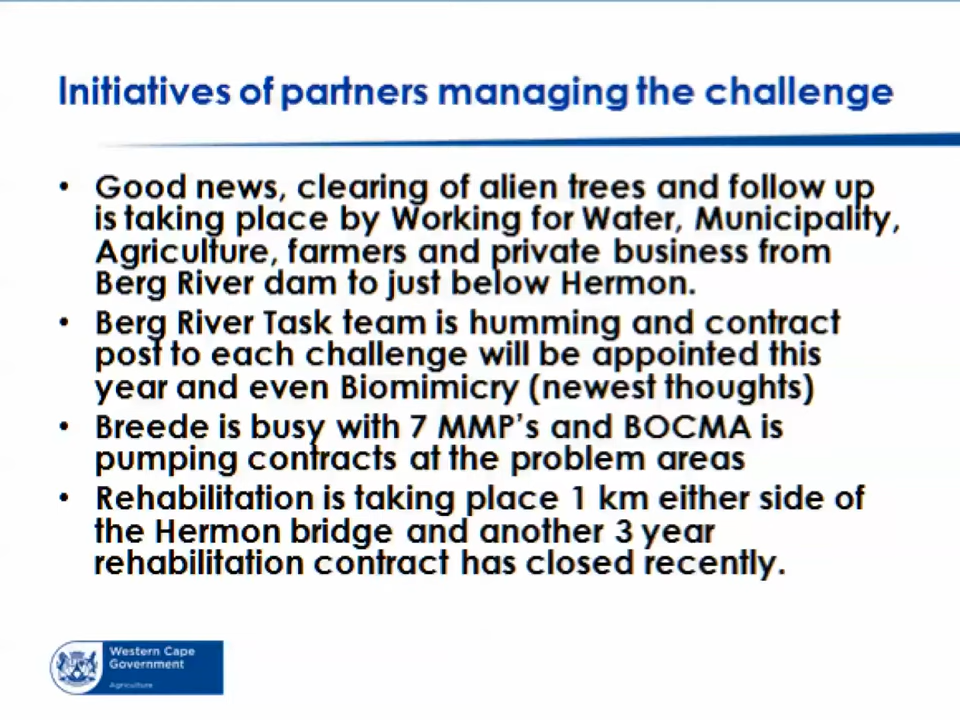 Initiatives of partners managing the challenge
• Good news, clearing of alien trees and follow up
is taking place by Working for Water, Municipality,
Agriculture, farmers and private business from
Berg River dam to just below Hermon.
• Berg River Task team is humming and contract
post to each challenge will be appointed this
year and even Biomimicry (newest thoughts)
• Breede is busy with 7 MMP's and BOCMA is
pumping contracts at the problem areas
• Rehabilitation is taking place 1 km either side of
the Hermon bridge and another 3 year
rehabilitation contract has closed recently.
Western Cape
Government
Agriculture